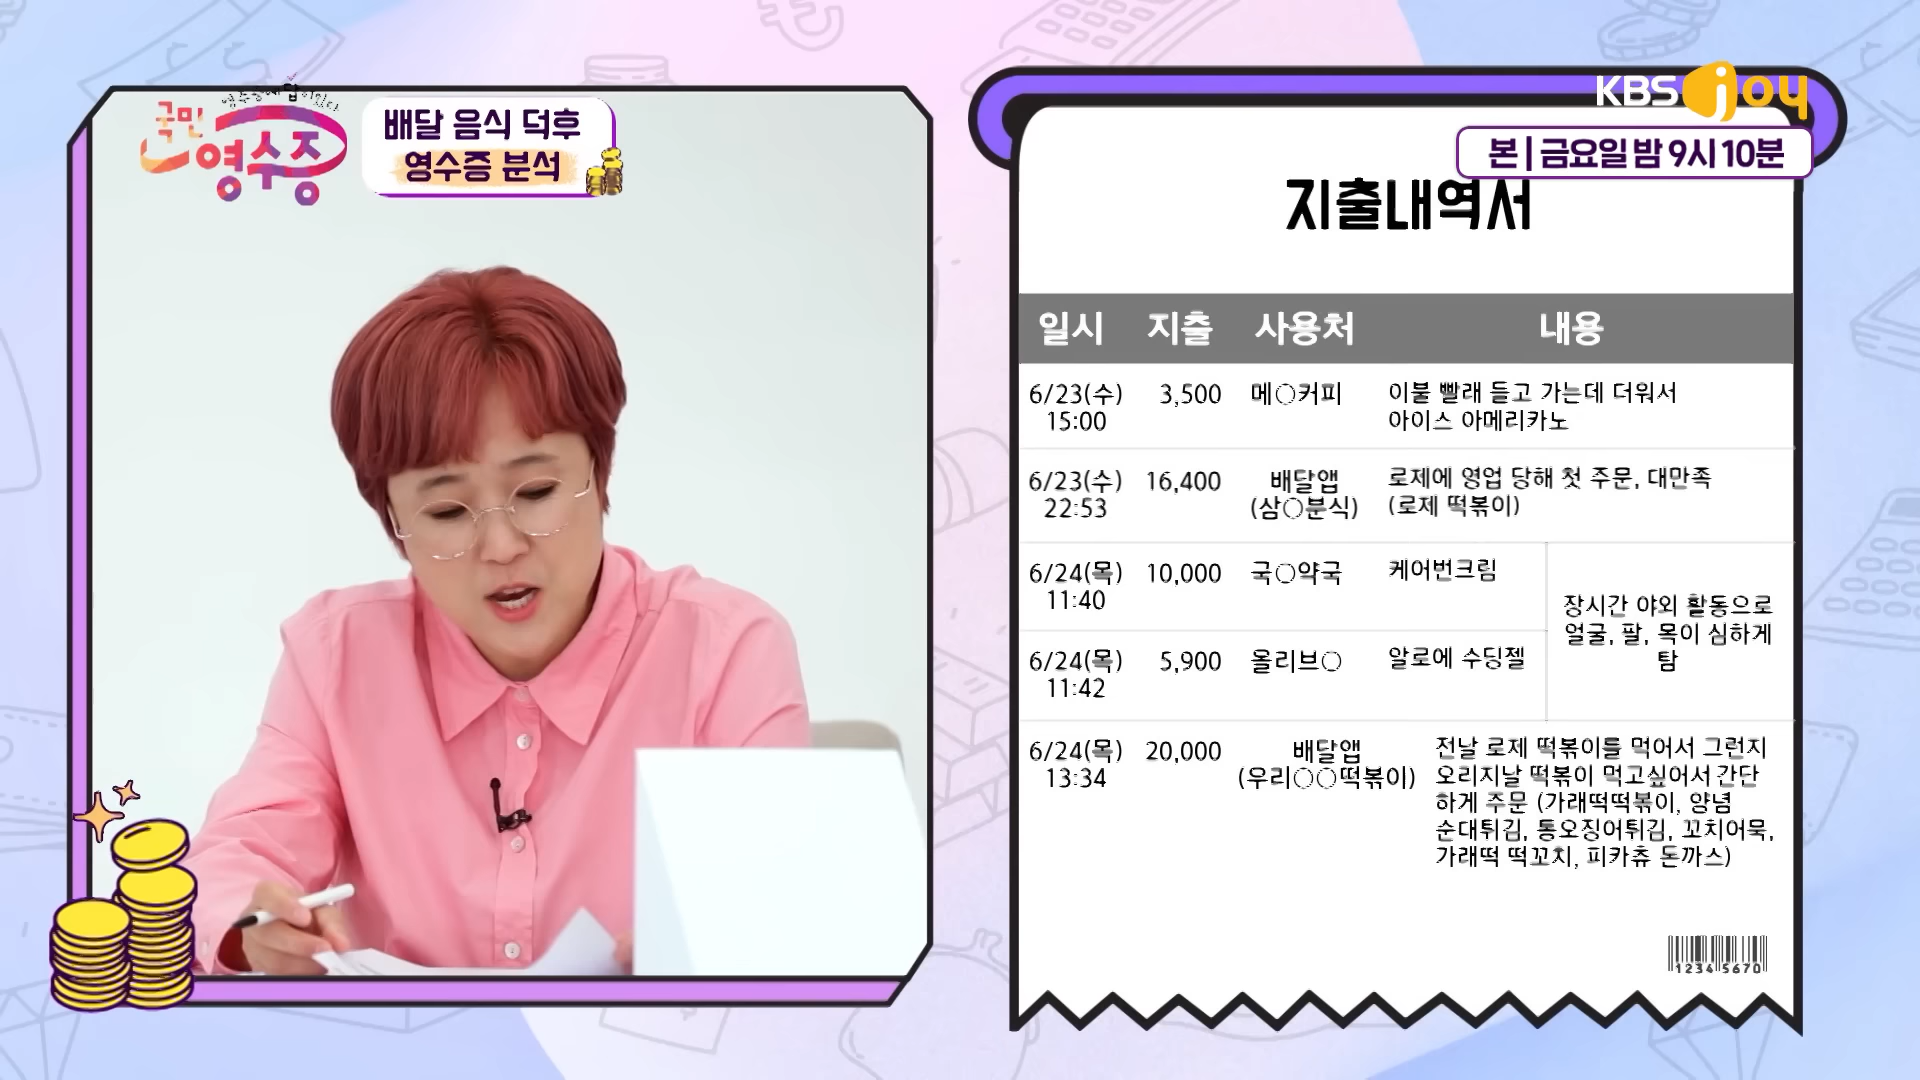 영수증에 답이 있다
국민
영수증
배달 음식 덕후
영수증 분석
KBS joy
본 | 금요일 밤 9시 10분
지출내역서
일시 지출 사용처 내용
6/23(수) 15:00 3,500 메○커피 이불 빨래 들고 가는데 더워서
아이스 아메리카노
6/23(수) 22:53 16,400 배달앱 (삼○분식) 로제에 영업 당해 첫 주문, 대만족
(로제 떡볶이)
6/24(목) 11:40 10,000 국○약국 케어번크림
6/24(목) 11:42 5,900 올리브○ 알로에 수딩젤
장시간 야외 활동으로
얼굴, 팔, 목이 심하게
탐
6/24(목) 13:34 20,000 배달앱 (우리○○떡볶이) 전날 로제 떡볶이를 먹어서 그런지
오리지날 떡볶이 먹고싶어서 간단
하게 주문 (가래떡떡볶이, 양념
순대튀김, 통오징어튀김, 꼬치어묵,
가래떡 떡꼬치, 피카츄 돈까스)
12345670